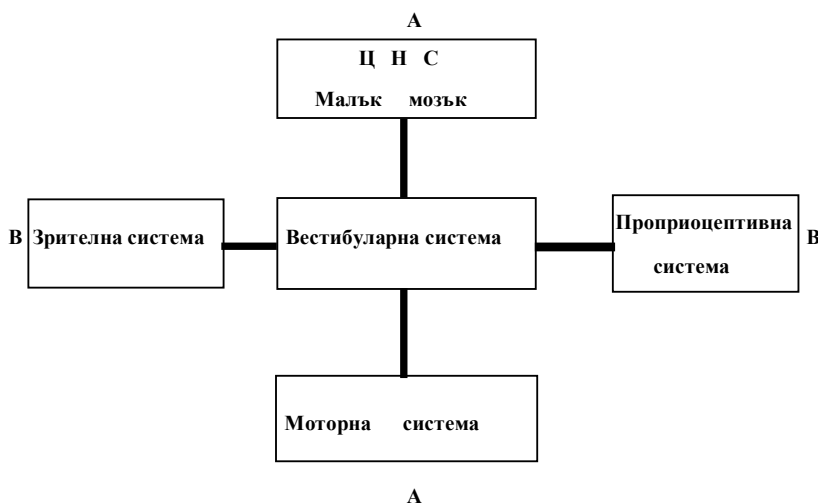 А
Ц Н С
Малък мозък
В
Зрителна система
Вестибуларна система
Проприоцептивна
система
В
Моторна система
А